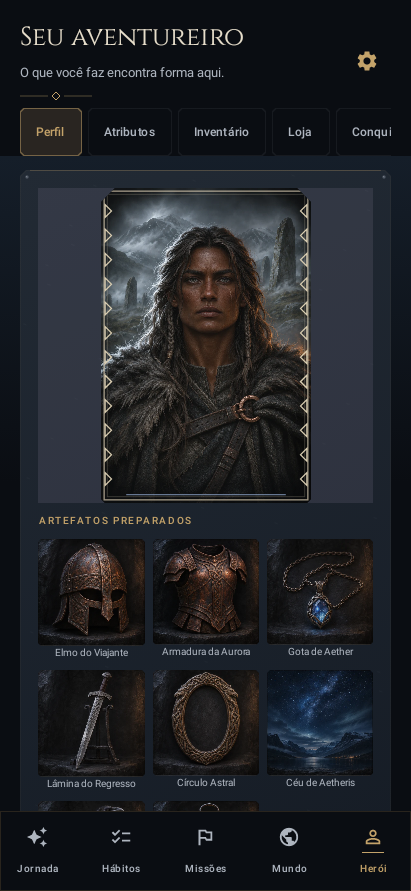 Seu aventureiro
O que você faz encontra forma aqui.
Perfil
Atributos
Inventário
Loja
Conqui
ARTEFATOS PREPARADOS
Elmo do Viajante
Armadura da Aurora
Gota de Aether
Lâmina do Regresso
Círculo Astral
Céu de Aetheris
Jornada
Hábitos
Missões
Mundo
Herói